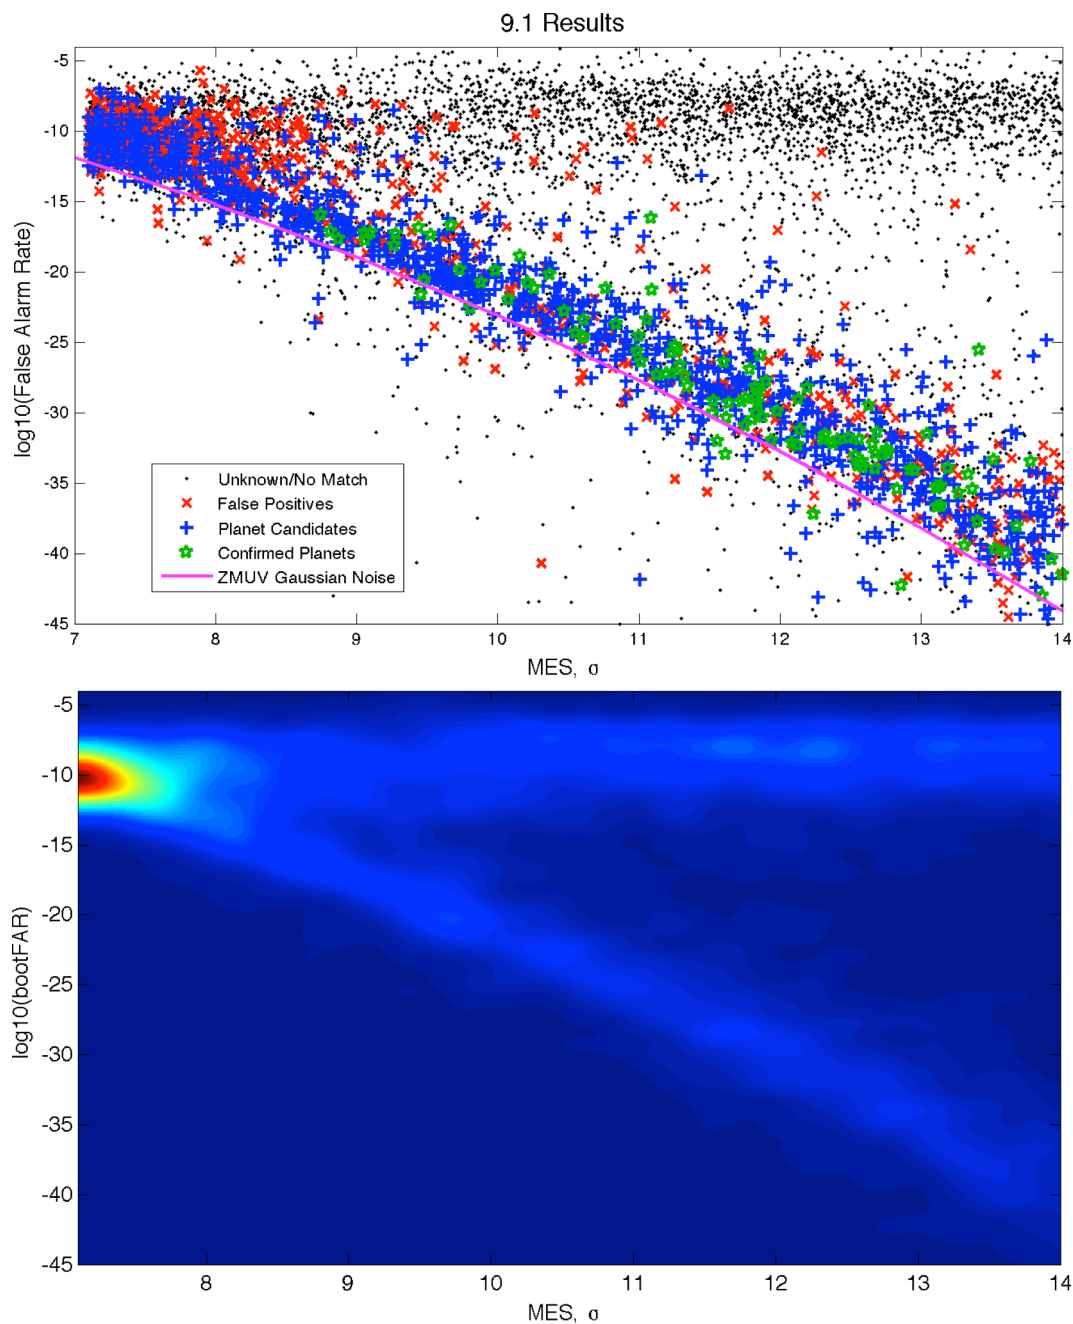 9.1 Results
-5
-10
-15
-20
-25
-30
-35
-40
-45
log10(False Alarm Rate)
Unknown/No Match
False Positives
Planet Candidates
Confirmed Planets
ZMUV Gaussian Noise
7 8 9 10 11 12 13 14
MES, σ
-5
-10
-15
-20
-25
-30
-35
-40
-45
log10(bootFAR)
8 9 10 11 12 13 14
MES, σ